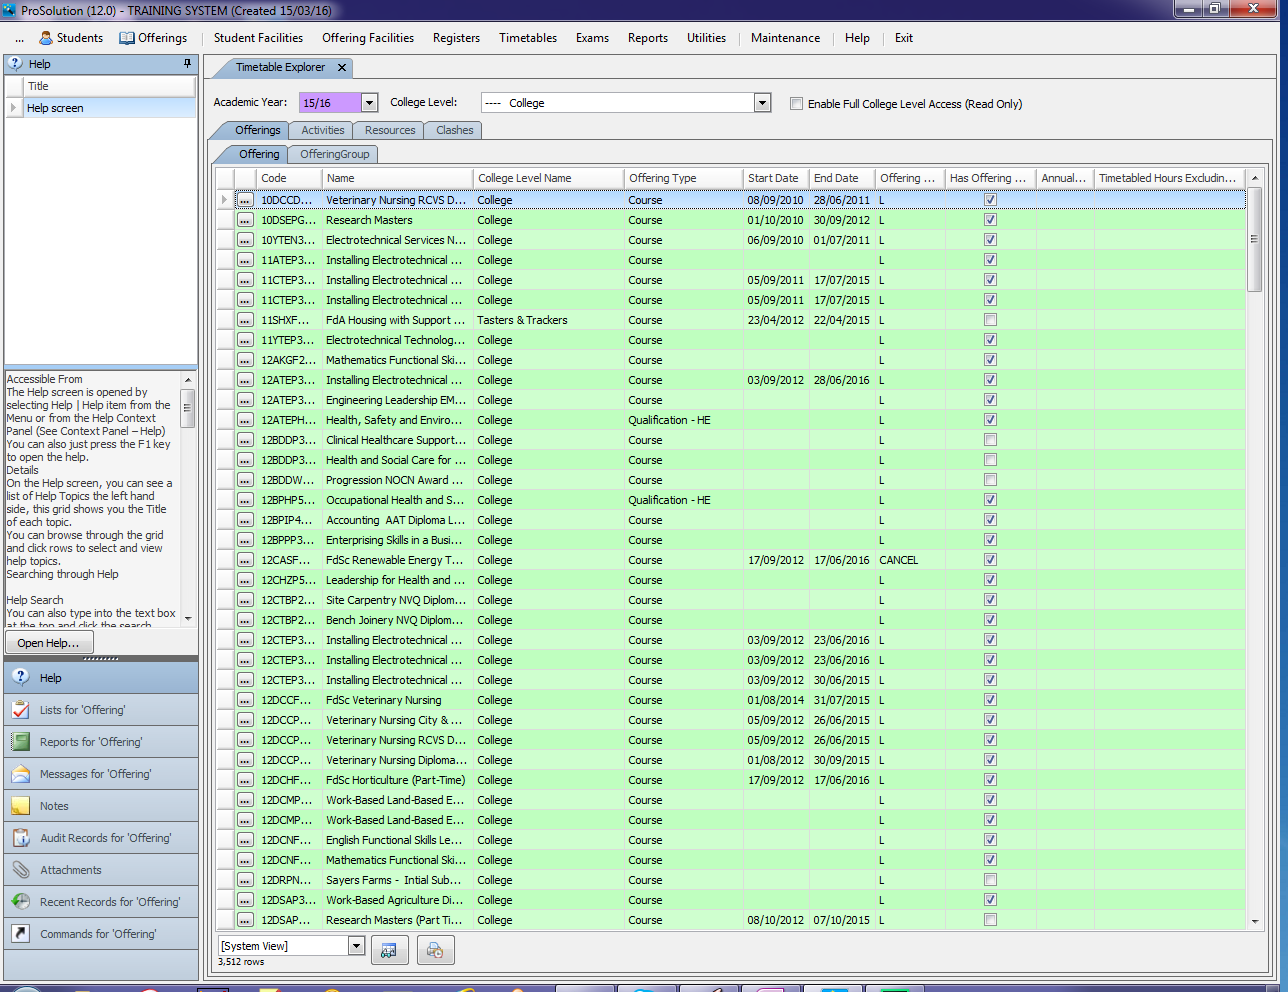 ProSolution (12.0) - TRAINING SYSTEM (Created 15/03/16)
... Students Offerings Student Facilities Offering Facilities Registers Timetables Exams Reports Utilities Maintenance Help Exit
Help
Title
Help screen
Accessible From
The Help screen is opened by
selecting Help | Help item from the
Menu or from the Help Context
Panel (See Context Panel – Help)
You can also just press the F1 key
to open the help.
Details
On the Help screen, you can see a
list of Help Topics the left hand
side, this grid shows you the Title
of each topic.
You can browse through the grid
and click rows to select and view
help topics.
Searching through Help
Help Search
You can also type into the text box
at the top and click the search
Open Help...
Help
Lists for 'Offering'
Reports for 'Offering'
Messages for 'Offering'
Notes
Audit Records for 'Offering'
Attachments
Recent Records for 'Offering'
Commands for 'Offering'
Timetable Explorer
Academic Year: 15/16 College Level: ---- College Enable Full College Level Access (Read Only)
Offerings Activities Resources Clashes
Offering OfferingGroup
Code Name College Level Name Offering Type Start Date End Date Offering ... Has Offering ... Annual... Timetabled Hours Excludin...
... 10DCCD... Veterinary Nursing RCVS D... College Course 08/09/2010 28/06/2011 L
... 10DSEPG... Research Masters College Course 01/10/2010 30/09/2012 L
... 10YTEN3... Electrotechnical Services N... College Course 06/09/2010 01/07/2011 L
... 11ATEP3... Installing Electrotechnical ... College Course L
... 11CTEP3... Installing Electrotechnical ... College Course 05/09/2011 17/07/2015 L
... 11CTEP3... Installing Electrotechnical ... College Course 05/09/2011 17/07/2015 L
... 11SHXF... FdA Housing with Support ... Tasters & Trackers Course 23/04/2012 22/04/2015 L
... 11YTEP3... Electrotechnical Technolog... College Course L
... 12AKGF2... Mathematics Functional Ski... College Course L
... 12ATEP3... Installing Electrotechnical ... College Course 03/09/2012 28/06/2016 L
... 12ATEP3... Engineering Leadership EM... College Course L
... 12ATEPH... Health, Safety and Enviro... College Qualification - HE L
... 12BDDP3... Clinical Healthcare Support... College Course L
... 12BDDP3... Health and Social Care for ... College Course L
... 12BDDW... Progression NOCN Award ... College Course L
... 12BPHP5... Occupational Health and S... College Qualification - HE L
... 12BPIP4... Accounting  AAT Diploma L... College Course L
... 12BPPP3... Enterprising Skills in a Busi... College Course L
... 12CASF... FdSc Renewable Energy T... College Course 17/09/2012 17/06/2016 CANCEL
... 12CHZP5... Leadership for Health and ... College Course L
... 12CTBP2... Site Carpentry NVQ Diplom... College Course L
... 12CTBP2... Bench Joinery NVQ Diplom... College Course L
... 12CTEP3... Installing Electrotechnical ... College Course 03/09/2012 23/06/2016 L
... 12CTEP3... Installing Electrotechnical ... College Course 03/09/2012 23/06/2016 L
... 12CTEP3... Installing Electrotechnical ... College Course 03/09/2012 30/06/2015 L
... 12DCCF... FdSc Veterinary Nursing College Course 01/08/2014 31/07/2015 L
... 12DCCP... Veterinary Nursing City & ... College Course 05/09/2012 26/06/2015 L
... 12DCCP... Veterinary Nursing RCVS D... College Course 05/09/2012 26/06/2015 L
... 12DCCP... Veterinary Nursing Diploma... College Course 01/08/2012 30/09/2015 L
... 12DCHF... FdSc Horticulture (Part-Time) College Course 17/09/2012 17/06/2016 L
... 12DCMP... Work-Based Land-Based E... College Course L
... 12DCMP... Work-Based Land-Based E... College Course L
... 12DCNF... English Functional Skills Le... College Course L
... 12DCNF... Mathematics Functional Ski... College Course L
... 12DRPN... Sayers Farms -  Intial Sub... College Course L
... 12DSAP3... Work-Based Agriculture Di... College Course L
... 12DSAP... Research Masters (Part Ti... College Course 08/10/2012 07/10/2015 L
[System View]
3,512 rows